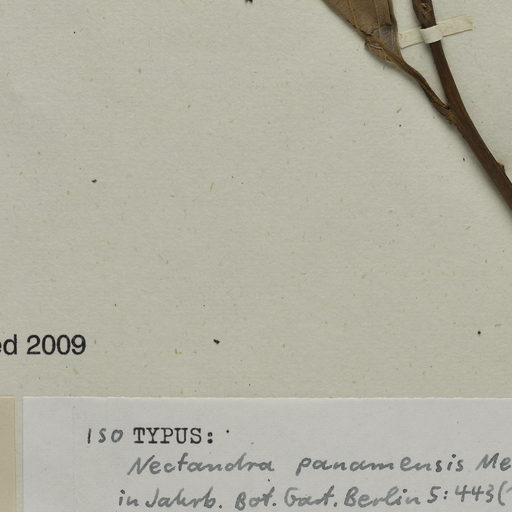 ed 2009
ISO TYPUS:
Nectandra panamensis Me
in Jahrb. Bot. Gart. Berlin 5: 443(